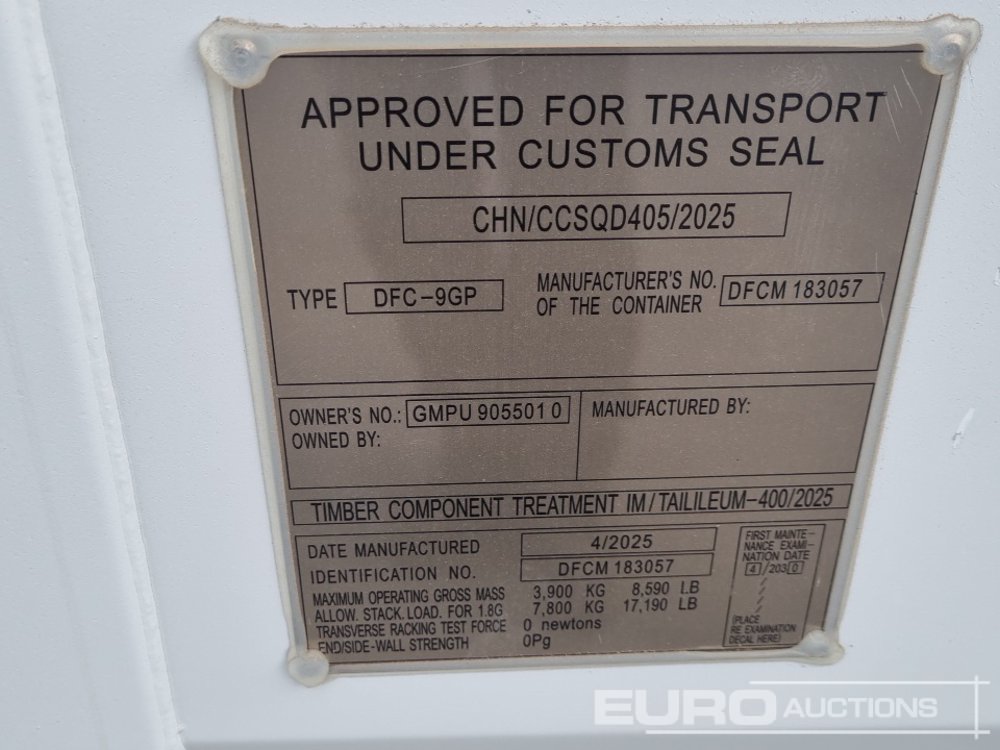 APPROVED FOR TRANSPORT
UNDER CUSTOMS SEAL
CHN/CCSQD405/2025
TYPE DFC-9GP
MANUFACTURER'S NO.
OF THE CONTAINER
DFCM 183057
OWNER'S NO.: GMPU 905501 0
OWNED BY:
MANUFACTURED BY:
TIMBER COMPONENT TREATMENT IM/TAILILEUM-400/2025
DATE MANUFACTURED 4/2025
IDENTIFICATION NO. DFCM 183057
MAXIMUM OPERATING GROSS MASS 3,900 KG 8,590 LB
ALLOW. STACK. LOAD. FOR 1.8G 7,800 KG 17,190 LB
TRANSVERSE RACKING TEST FORCE 0 newtons
END/SIDE-WALL STRENGTH 0Pg
FIRST MAINTE-
NANCE EXAMI-
NATION DATE
4/2030
/
/
/
/
(PLACE
RE EXAMINATION
DECAL HERE)
EURO AUCTIONS